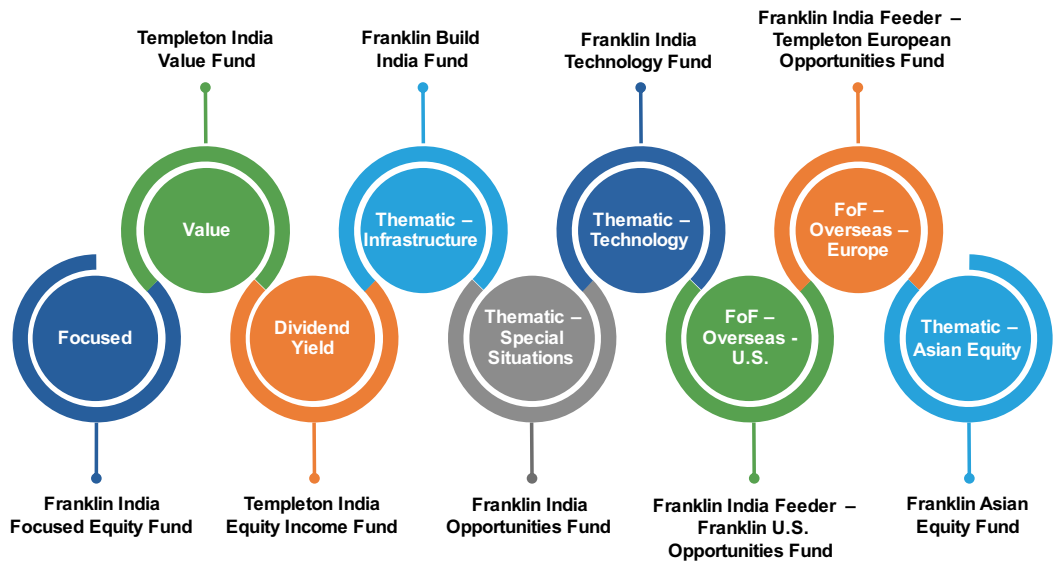 Templeton India
Value Fund
Franklin Build
India Fund
Franklin India
Technology Fund
Franklin India Feeder –
Templeton European
Opportunities Fund
Value
Thematic –
Infrastructure
Thematic –
Technology
FoF –
Overseas –
Europe
Focused
Dividend
Yield
Thematic –
Special
Situations
FoF –
Overseas -
U.S.
Thematic –
Asian Equity
Franklin India
Focused Equity Fund
Templeton India
Equity Income Fund
Franklin India
Opportunities Fund
Franklin India Feeder –
Franklin U.S.
Opportunities Fund
Franklin Asian
Equity Fund